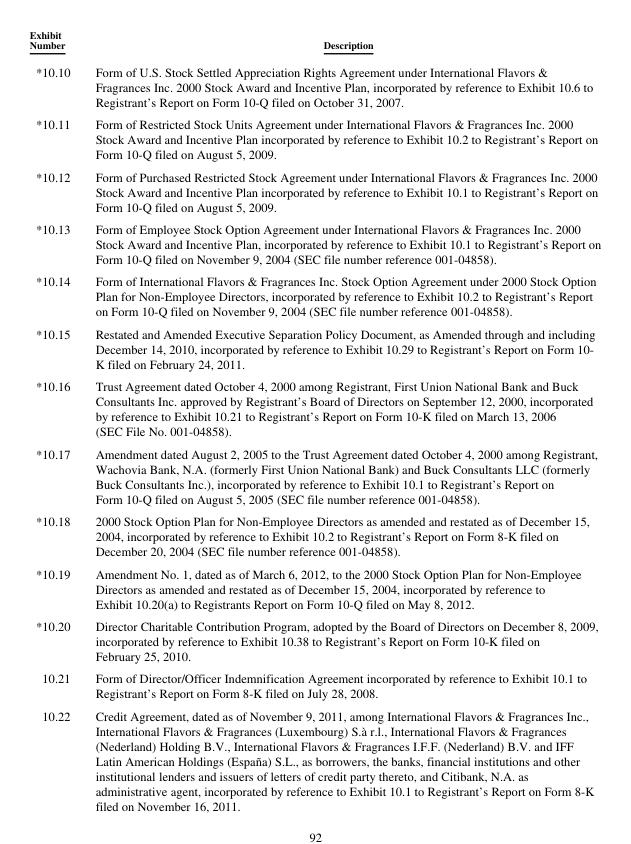 Exhibit
Number Description
*10.10 Form of U.S. Stock Settled Appreciation Rights Agreement under International Flavors &
Fragrances Inc. 2000 Stock Award and Incentive Plan, incorporated by reference to Exhibit 10.6 to
Registrant’s Report on Form 10-Q filed on October 31, 2007.
*10.11 Form of Restricted Stock Units Agreement under International Flavors & Fragrances Inc. 2000
Stock Award and Incentive Plan incorporated by reference to Exhibit 10.2 to Registrant’s Report on
Form 10-Q filed on August 5, 2009.
*10.12 Form of Purchased Restricted Stock Agreement under International Flavors & Fragrances Inc. 2000
Stock Award and Incentive Plan incorporated by reference to Exhibit 10.1 to Registrant’s Report on
Form 10-Q filed on August 5, 2009.
*10.13 Form of Employee Stock Option Agreement under International Flavors & Fragrances Inc. 2000
Stock Award and Incentive Plan, incorporated by reference to Exhibit 10.1 to Registrant’s Report on
Form 10-Q filed on November 9, 2004 (SEC file number reference 001-04858).
*10.14 Form of International Flavors & Fragrances Inc. Stock Option Agreement under 2000 Stock Option
Plan for Non-Employee Directors, incorporated by reference to Exhibit 10.2 to Registrant’s Report
on Form 10-Q filed on November 9, 2004 (SEC file number reference 001-04858).
*10.15 Restated and Amended Executive Separation Policy Document, as Amended through and including
December 14, 2010, incorporated by reference to Exhibit 10.29 to Registrant’s Report on Form 10-
K filed on February 24, 2011.
*10.16 Trust Agreement dated October 4, 2000 among Registrant, First Union National Bank and Buck
Consultants Inc. approved by Registrant’s Board of Directors on September 12, 2000, incorporated
by reference to Exhibit 10.21 to Registrant’s Report on Form 10-K filed on March 13, 2006
(SEC File No. 001-04858).
*10.17 Amendment dated August 2, 2005 to the Trust Agreement dated October 4, 2000 among Registrant,
Wachovia Bank, N.A. (formerly First Union National Bank) and Buck Consultants LLC (formerly
Buck Consultants Inc.), incorporated by reference to Exhibit 10.1 to Registrant’s Report on
Form 10-Q filed on August 5, 2005 (SEC file number reference 001-04858).
*10.18 2000 Stock Option Plan for Non-Employee Directors as amended and restated as of December 15,
2004, incorporated by reference to Exhibit 10.2 to Registrant’s Report on Form 8-K filed on
December 20, 2004 (SEC file number reference 001-04858).
*10.19 Amendment No. 1, dated as of March 6, 2012, to the 2000 Stock Option Plan for Non-Employee
Directors as amended and restated as of December 15, 2004, incorporated by reference to
Exhibit 10.20(a) to Registrants Report on Form 10-Q filed on May 8, 2012.
*10.20 Director Charitable Contribution Program, adopted by the Board of Directors on December 8, 2009,
incorporated by reference to Exhibit 10.38 to Registrant’s Report on Form 10-K filed on
February 25, 2010.
10.21 Form of Director/Officer Indemnification Agreement incorporated by reference to Exhibit 10.1 to
Registrant’s Report on Form 8-K filed on July 28, 2008.
10.22 Credit Agreement, dated as of November 9, 2011, among International Flavors & Fragrances Inc.,
International Flavors & Fragrances (Luxembourg) S.à r.l., International Flavors & Fragrances
(Nederland) Holding B.V., International Flavors & Fragrances I.F.F. (Nederland) B.V. and IFF
Latin American Holdings (España) S.L., as borrowers, the banks, financial institutions and other
institutional lenders and issuers of letters of credit party thereto, and Citibank, N.A. as
administrative agent, incorporated by reference to Exhibit 10.1 to Registrant’s Report on Form 8-K
filed on November 16, 2011.
92